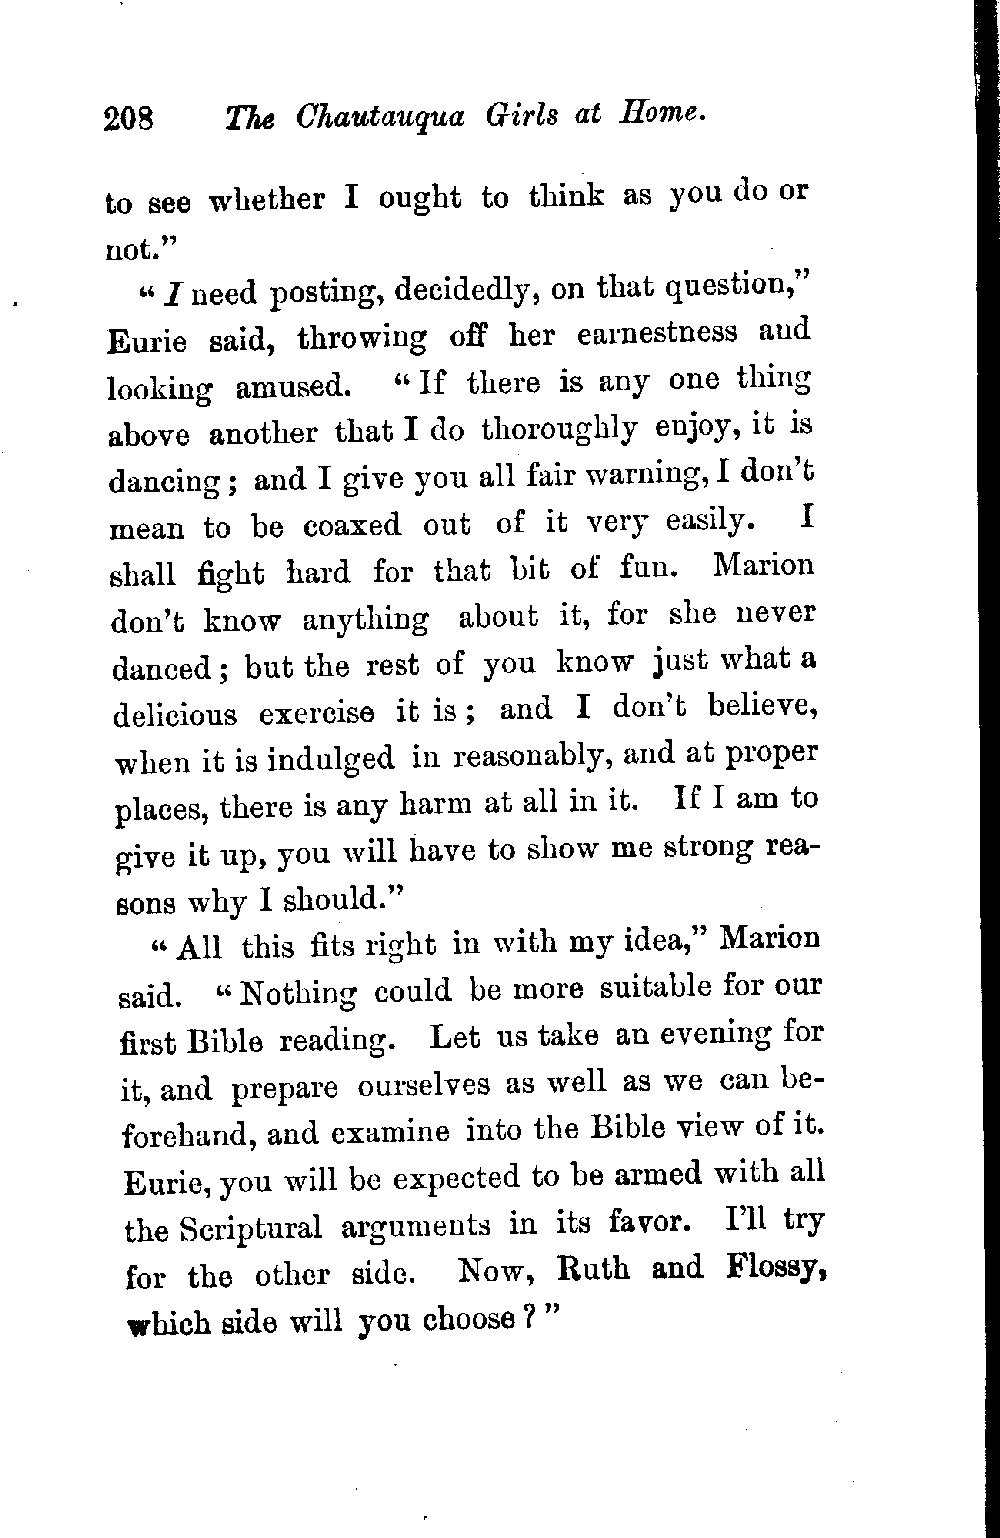 208 The Chautauqua Girls at Home.
to see whether I ought to think as you do or
not."
"I need posting, decidedly, on that question,"
Eurie said, throwing off her earnestness and
looking amused. "If there is any one thing
above another that I do thoroughly enjoy, it is
dancing; and I give you all fair warning, I don't
mean to be coaxed out of it very easily. I
shall fight hard for that bit of fun. Marion
don't know anything about it, for she never
danced; but the rest of you know just what a
delicious exercise it is; and I don't believe,
when it is indulged in reasonably, and at proper
places, there is any harm at all in it. If I am to
give it up, you will have to show me strong rea-
sons why I should."
"All this fits right in with my idea," Marion
said. "Nothing could be more suitable for our
first Bible reading. Let us take an evening for
it, and prepare ourselves as well as we can be-
forehand, and examine into the Bible view of it.
Eurie, you will be expected to be armed with all
the Scriptural arguments in its favor. I'll try
for the other side. Now, Ruth and Flossy,
which side will you choose?"